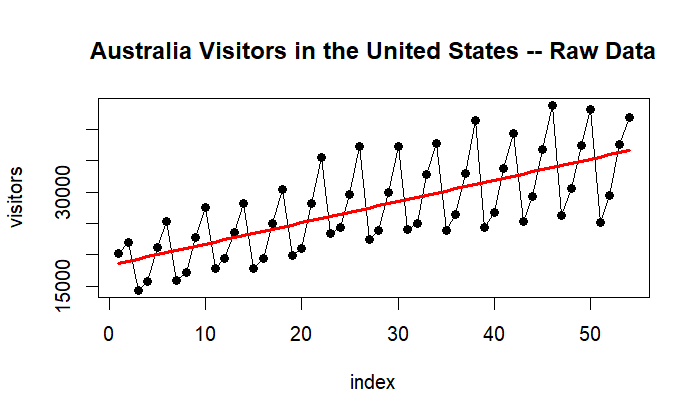 Australia Visitors in the United States -- Raw Data
visitors
30000
15000
0 10 20 30 40 50
index